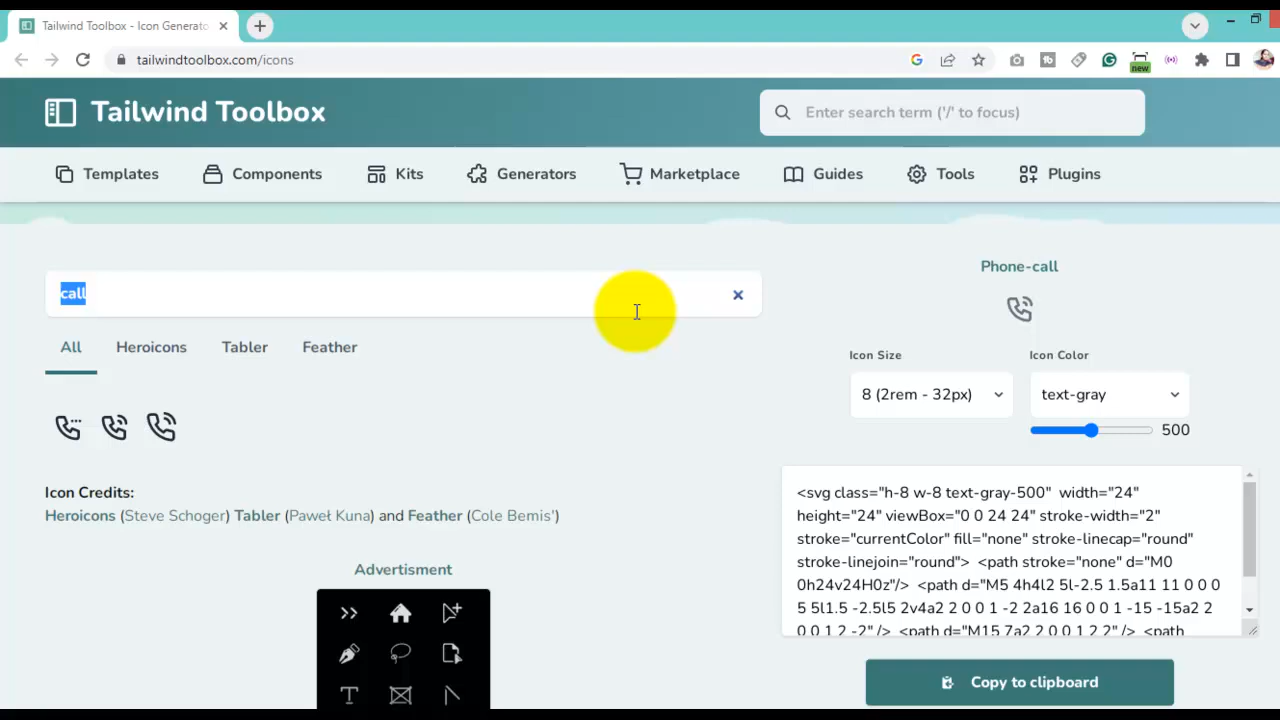 Tailwind Toolbox - Icon Generato
tailwindtoolbox.com/icons
new
Tailwind Toolbox
Enter search term ('/' to focus)
Templates
Components
Kits
Generators
Marketplace
Guides
Tools
Plugins
call
All
Heroicons
Tabler
Feather
Icon Credits:
Heroicons (Steve Schoger) Tabler (Paweł Kuna) and Feather (Cole Bemis')
Advertisment
Phone-call
Icon Size
Icon Color
8 (2rem - 32px)
text-gray
500
<svg class="h-8 w-8 text-gray-500"  width="24"
height="24" viewBox="0 0 24 24" stroke-width="2"
stroke="currentColor" fill="none" stroke-linecap="round"
stroke-linejoin="round">  <path stroke="none" d="M0
0h24v24H0z"/>  <path d="M5 4h4l2 5l-2.5 1.5a11 11 0 0 0
5 5l1.5 -2.5l5 2v4a2 2 0 0 1 -2 2a16 16 0 0 1 -15 -15a2 2
0 0 1 2 -2" />  <path d="M15 7a2 2 0 0 1 2 2" />  <path
Copy to clipboard